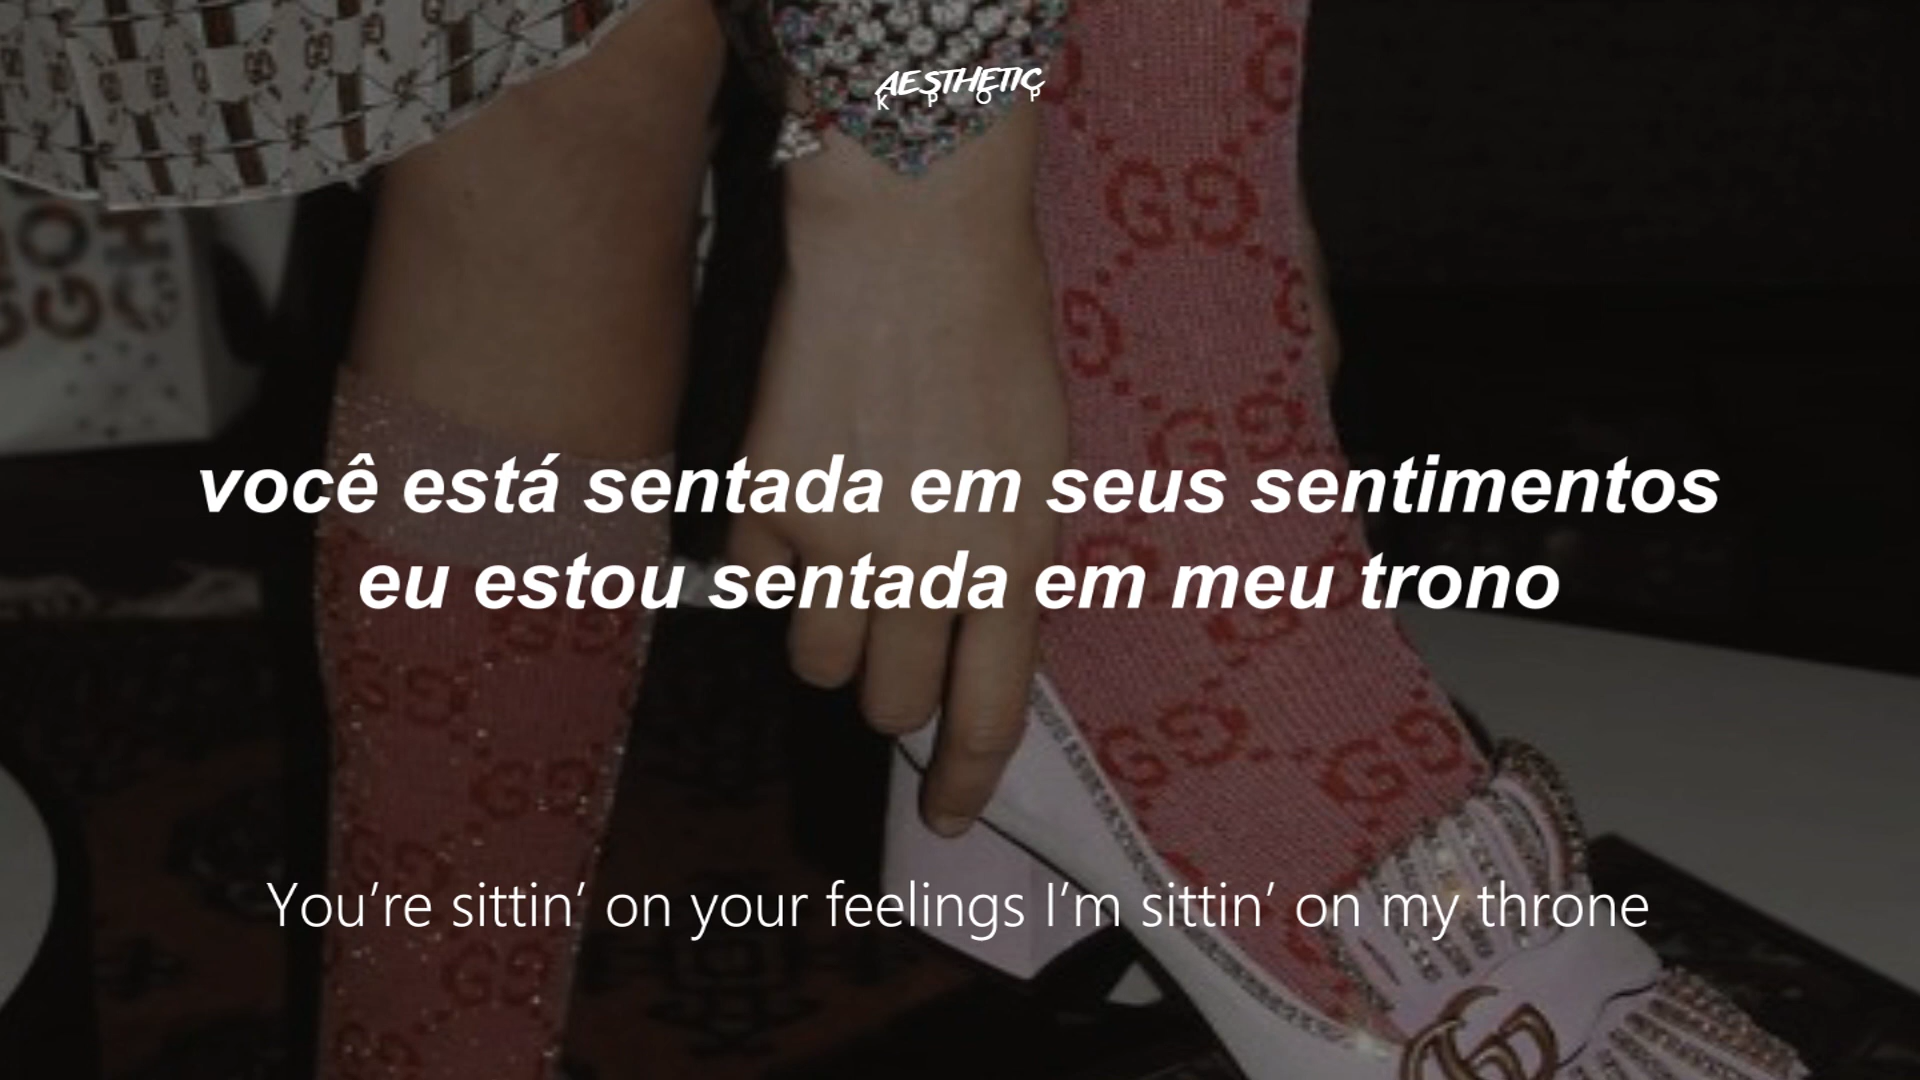 AESTHETIC
K P O P
você está sentada em seus sentimentos
eu estou sentada em meu trono
You’re sittin’ on your feelings I’m sittin’ on my throne